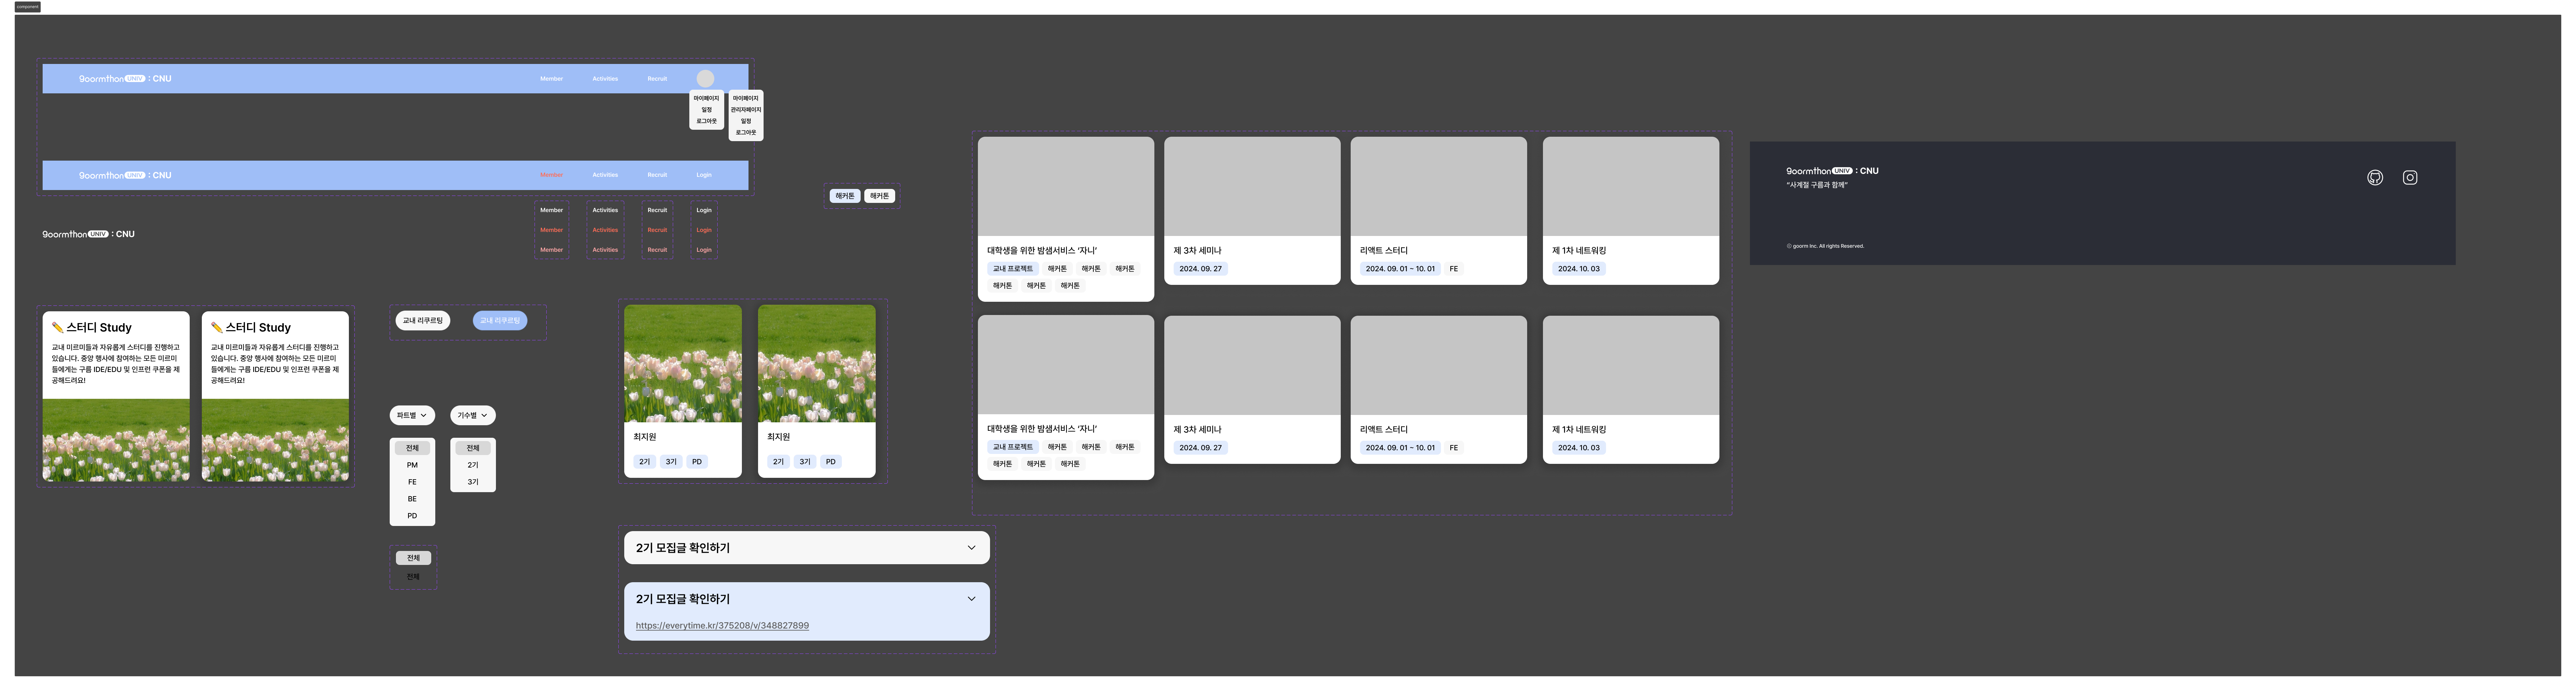 component
goormthon UNIV : CNU
Member
Activities
Recruit
마이페이지
일정
로그아웃
마이페이지
관리자페이지
일정
로그아웃
goormthon UNIV : CNU
Member
Activities
Recruit
Login
Member
Activities
Recruit
Login
Member
Activities
Recruit
Login
Member
Activities
Recruit
Login
goormthon UNIV : CNU
해커톤
해커톤
✏️ 스터디 Study
교내 미르미들과 자유롭게 스터디를 진행하고
있습니다. 중앙 행사에 참여하는 모든 미르미
들에게는 구름 IDE/EDU 및 인프런 쿠폰을 제
공해드려요!
✏️ 스터디 Study
교내 미르미들과 자유롭게 스터디를 진행하고
있습니다. 중앙 행사에 참여하는 모든 미르미
들에게는 구름 IDE/EDU 및 인프런 쿠폰을 제
공해드려요!
교내 리쿠르팅
교내 리쿠르팅
파트별
기수별
전체
PM
FE
BE
PD
전체
2기
3기
전체
전체
최지원
2기 3기 PD
최지원
2기 3기 PD
2기 모집글 확인하기
2기 모집글 확인하기
https://everytime.kr/375208/v/348827899
대학생을 위한 밤샘서비스 ‘자니’
교내 프로젝트 해커톤 해커톤 해커톤
해커톤 해커톤 해커톤
제 3차 세미나
2024. 09. 27
리액트 스터디
2024. 09. 01 ~ 10. 01 FE
제 1차 네트워킹
2024. 10. 03
대학생을 위한 밤샘서비스 ‘자니’
교내 프로젝트 해커톤 해커톤 해커톤
해커톤 해커톤 해커톤
제 3차 세미나
2024. 09. 27
리액트 스터디
2024. 09. 01 ~ 10. 01 FE
제 1차 네트워킹
2024. 10. 03
goormthon UNIV : CNU
“사계절 구름과 함께”
ⓒ goorm Inc. All rights Reserved.